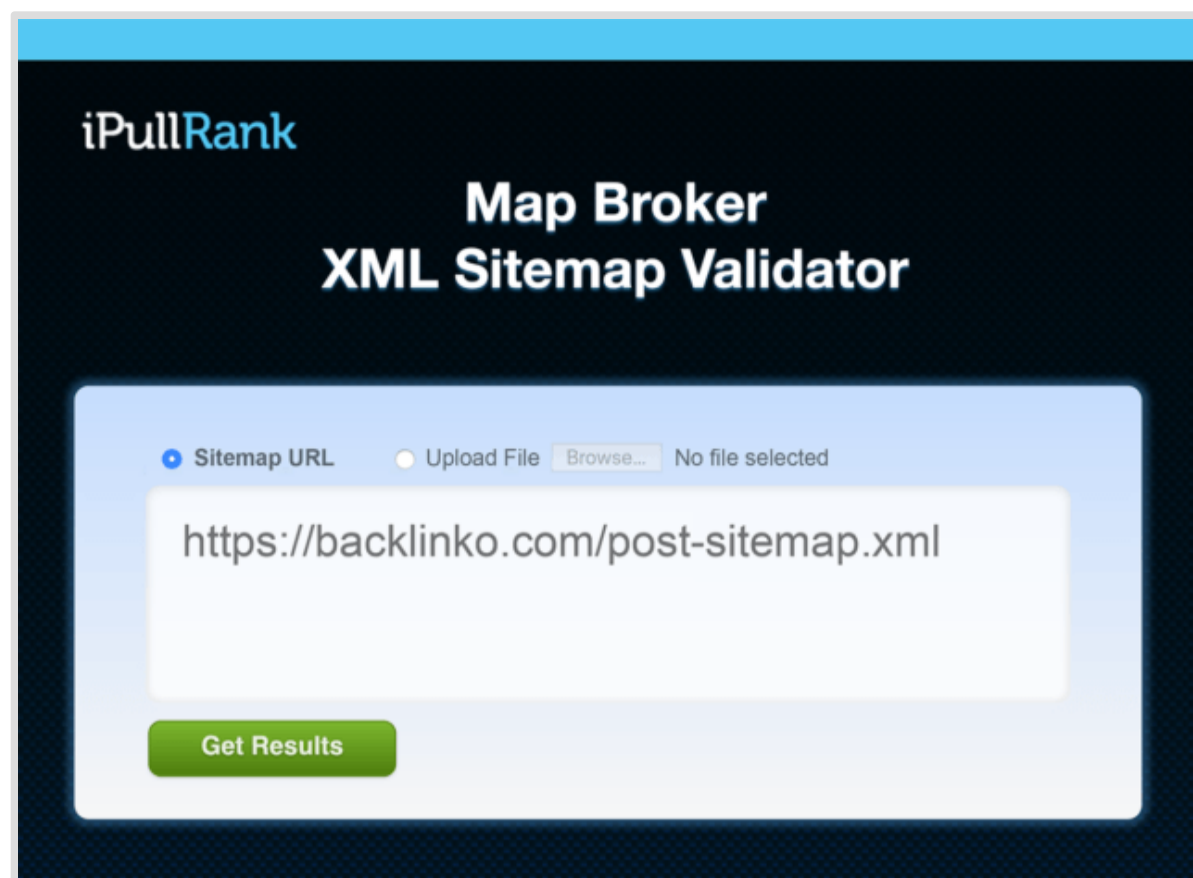 iPullRank
Map Broker
XML Sitemap Validator
Sitemap URL Upload File Browse... No file selected
https://backlinko.com/post-sitemap.xml
Get Results